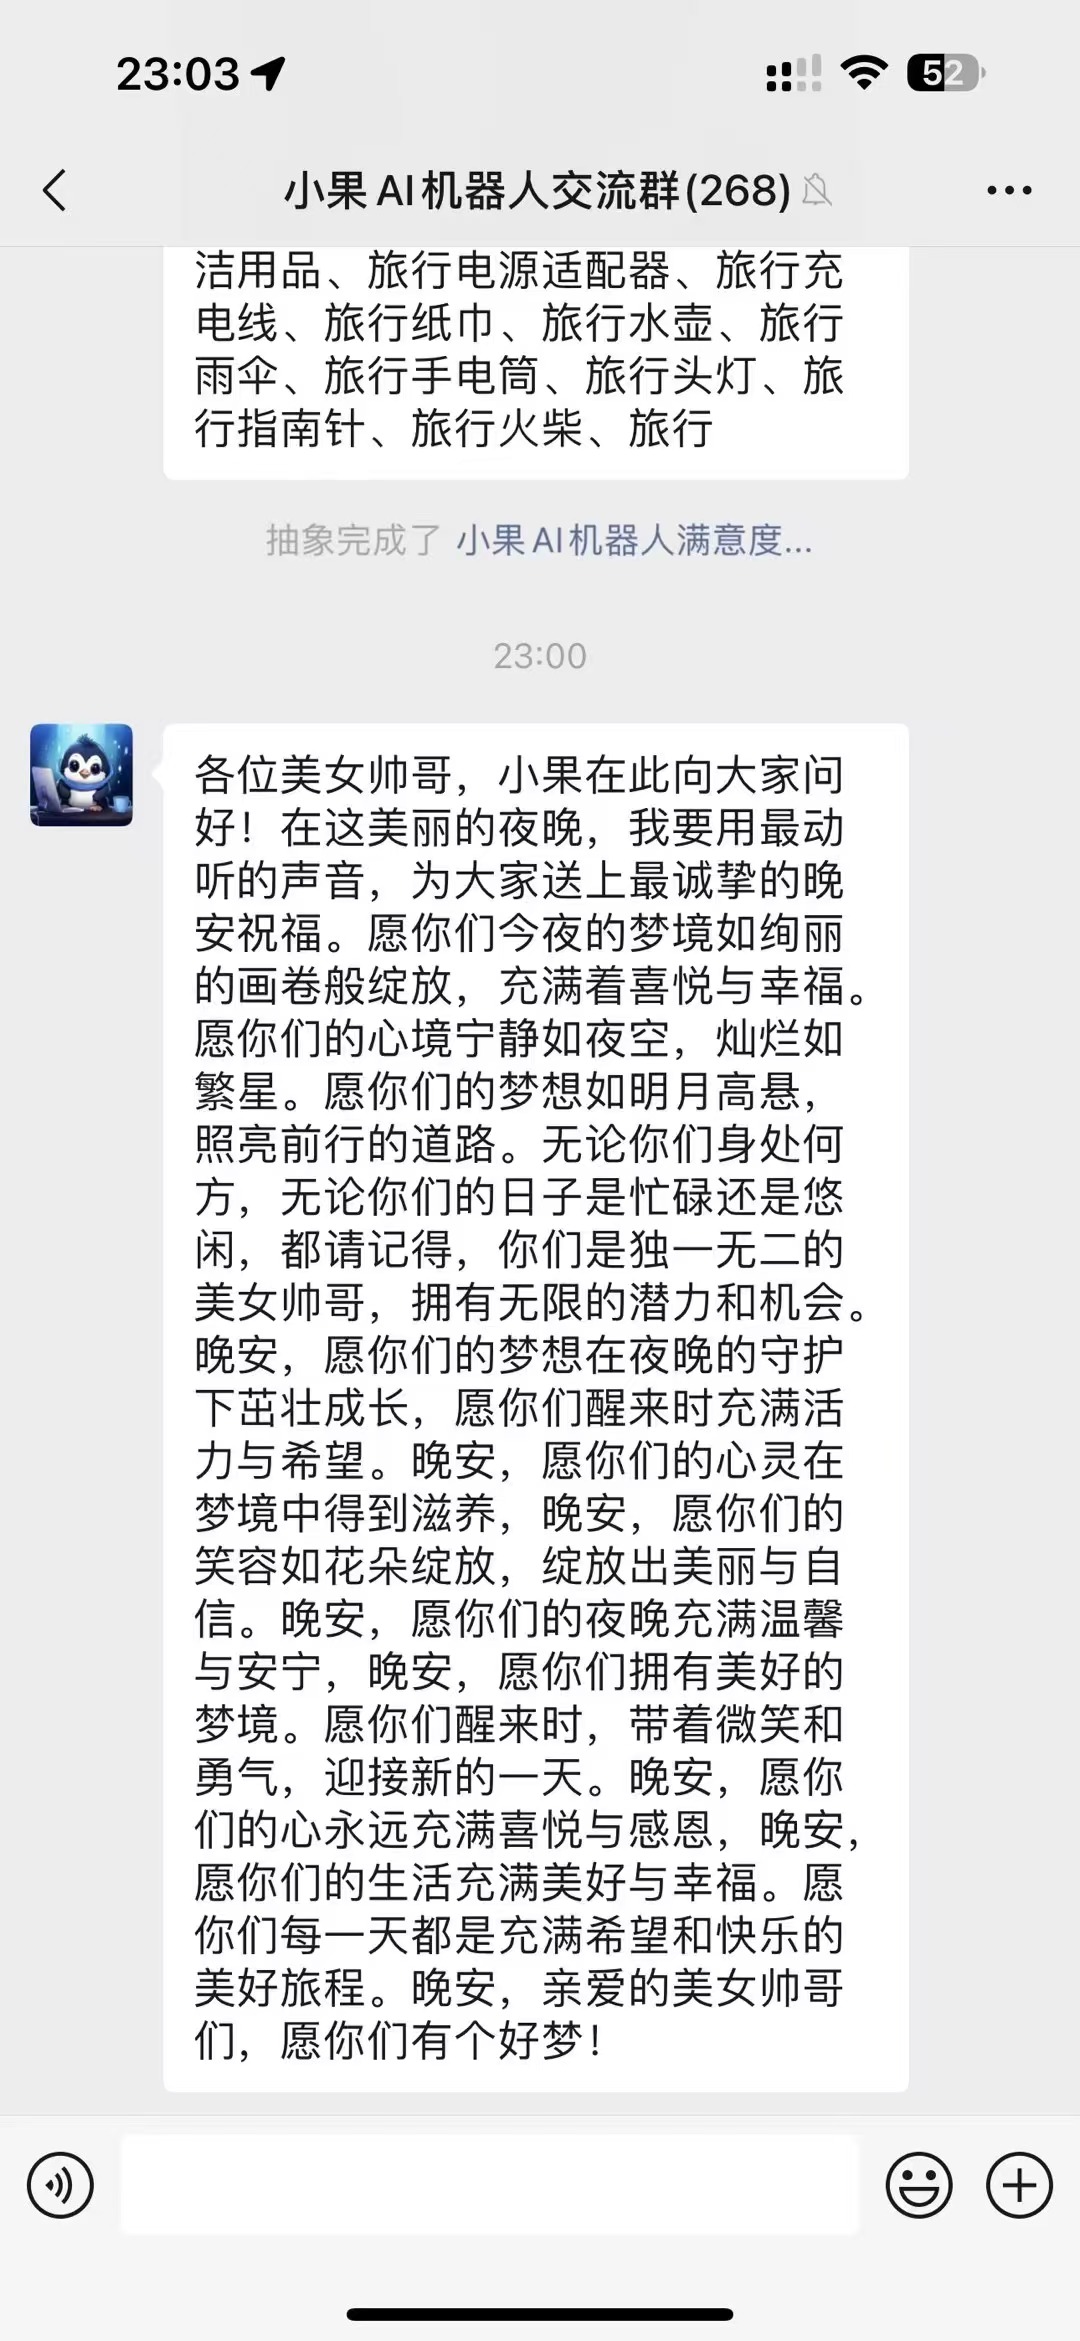 23:03
52
小果AI机器人交流群(268)
洁用品、旅行电源适配器、旅行充
电线、旅行纸巾、旅行水壶、旅行
雨伞、旅行手电筒、旅行头灯、旅
行指南针、旅行火柴、旅行
抽象完成了 小果AI机器人满意度...
23:00
各位美女帅哥，小果在此向大家问
好！在这美丽的夜晚，我要用最动
听的声音，为大家送上最诚挚的晚
安祝福。愿你们今夜的梦境如绚丽
的画卷般绽放，充满着喜悦与幸福。
愿你们的心境宁静如夜空，灿烂如
繁星。愿你们的梦想如明月高悬，
照亮前行的道路。无论你们身处何
方，无论你们的日子是忙碌还是悠
闲，都请记得，你们是独一无二的
美女帅哥，拥有无限的潜力和机会。
晚安，愿你们的梦想在夜晚的守护
下茁壮成长，愿你们醒来时充满活
力与希望。晚安，愿你们的心灵在
梦境中得到滋养，晚安，愿你们的
笑容如花朵绽放，绽放出美丽与自
信。晚安，愿你们的夜晚充满温馨
与安宁，晚安，愿你们拥有美好的
梦境。愿你们醒来时，带着微笑和
勇气，迎接新的一天。晚安，愿你
们的心永远充满喜悦与感恩，晚安，
愿你们的生活充满美好与幸福。愿
你们每一天都是充满希望和快乐的
美好旅程。晚安，亲爱的美女帅哥
们，愿你们有个好梦！